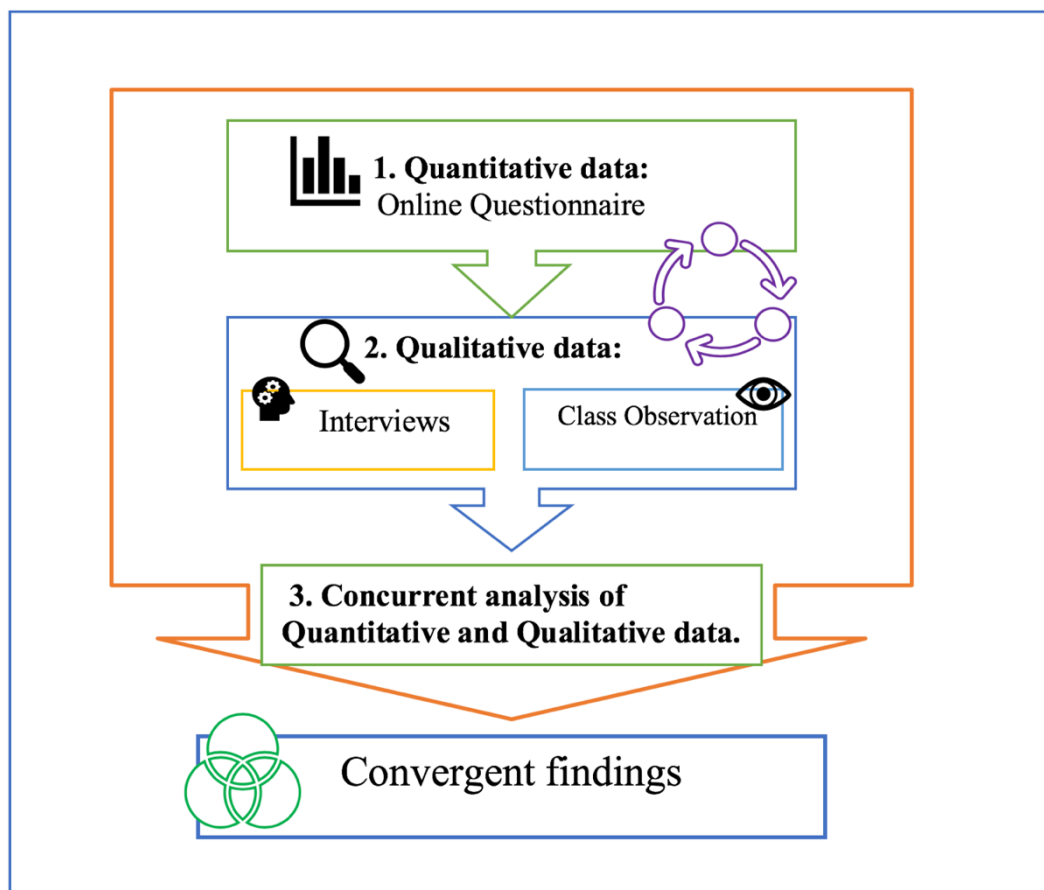 1. Quantitative data:
Online Questionnaire
2. Qualitative data:
Interviews
Class Observation
3. Concurrent analysis of
Quantitative and Qualitative data.
Convergent findings